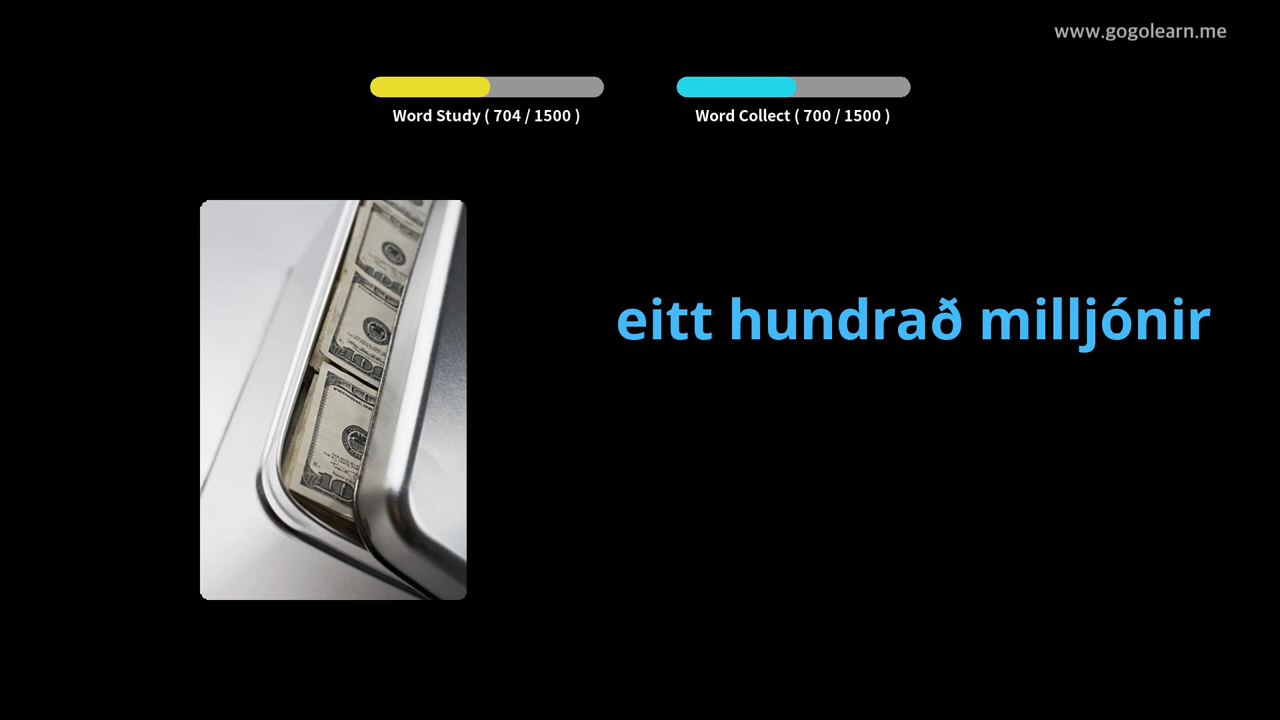 www.gogolearn.me
Word Study ( 704 / 1500 )
Word Collect ( 700 / 1500 )
eitt hundrað milljónir